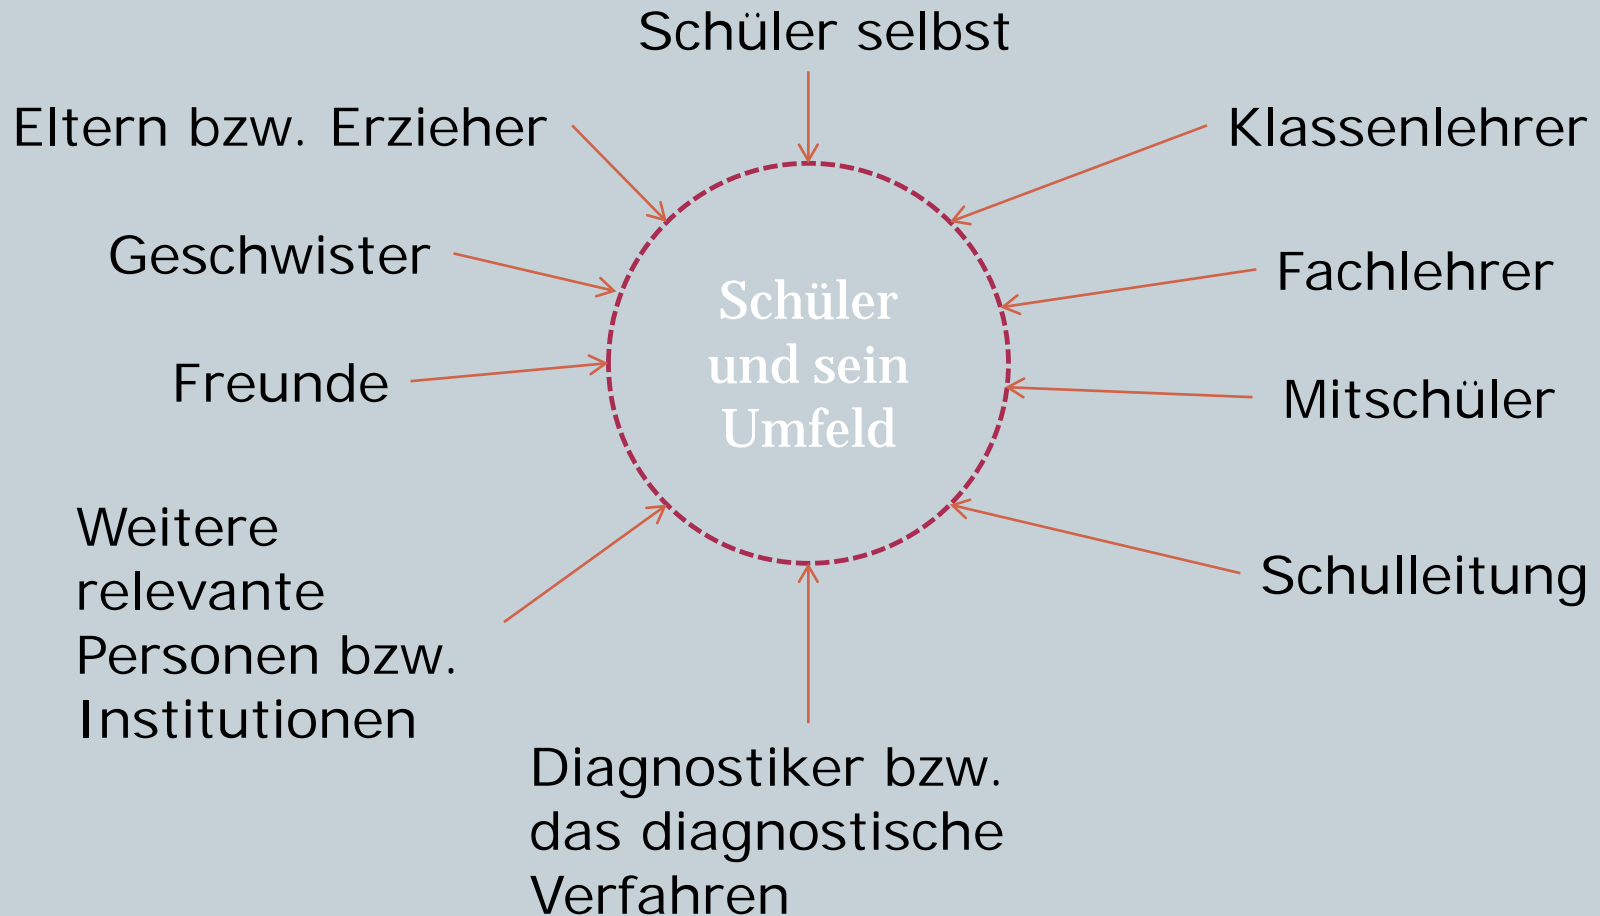 Schüler selbst
Eltern bzw. Erzieher
Klassenlehrer
Geschwister
Fachlehrer
Schüler
und sein
Umfeld
Freunde
Mitschüler
Weitere
relevante
Personen bzw.
Institutionen
Schulleitung
Diagnostiker bzw.
das diagnostische
Verfahren